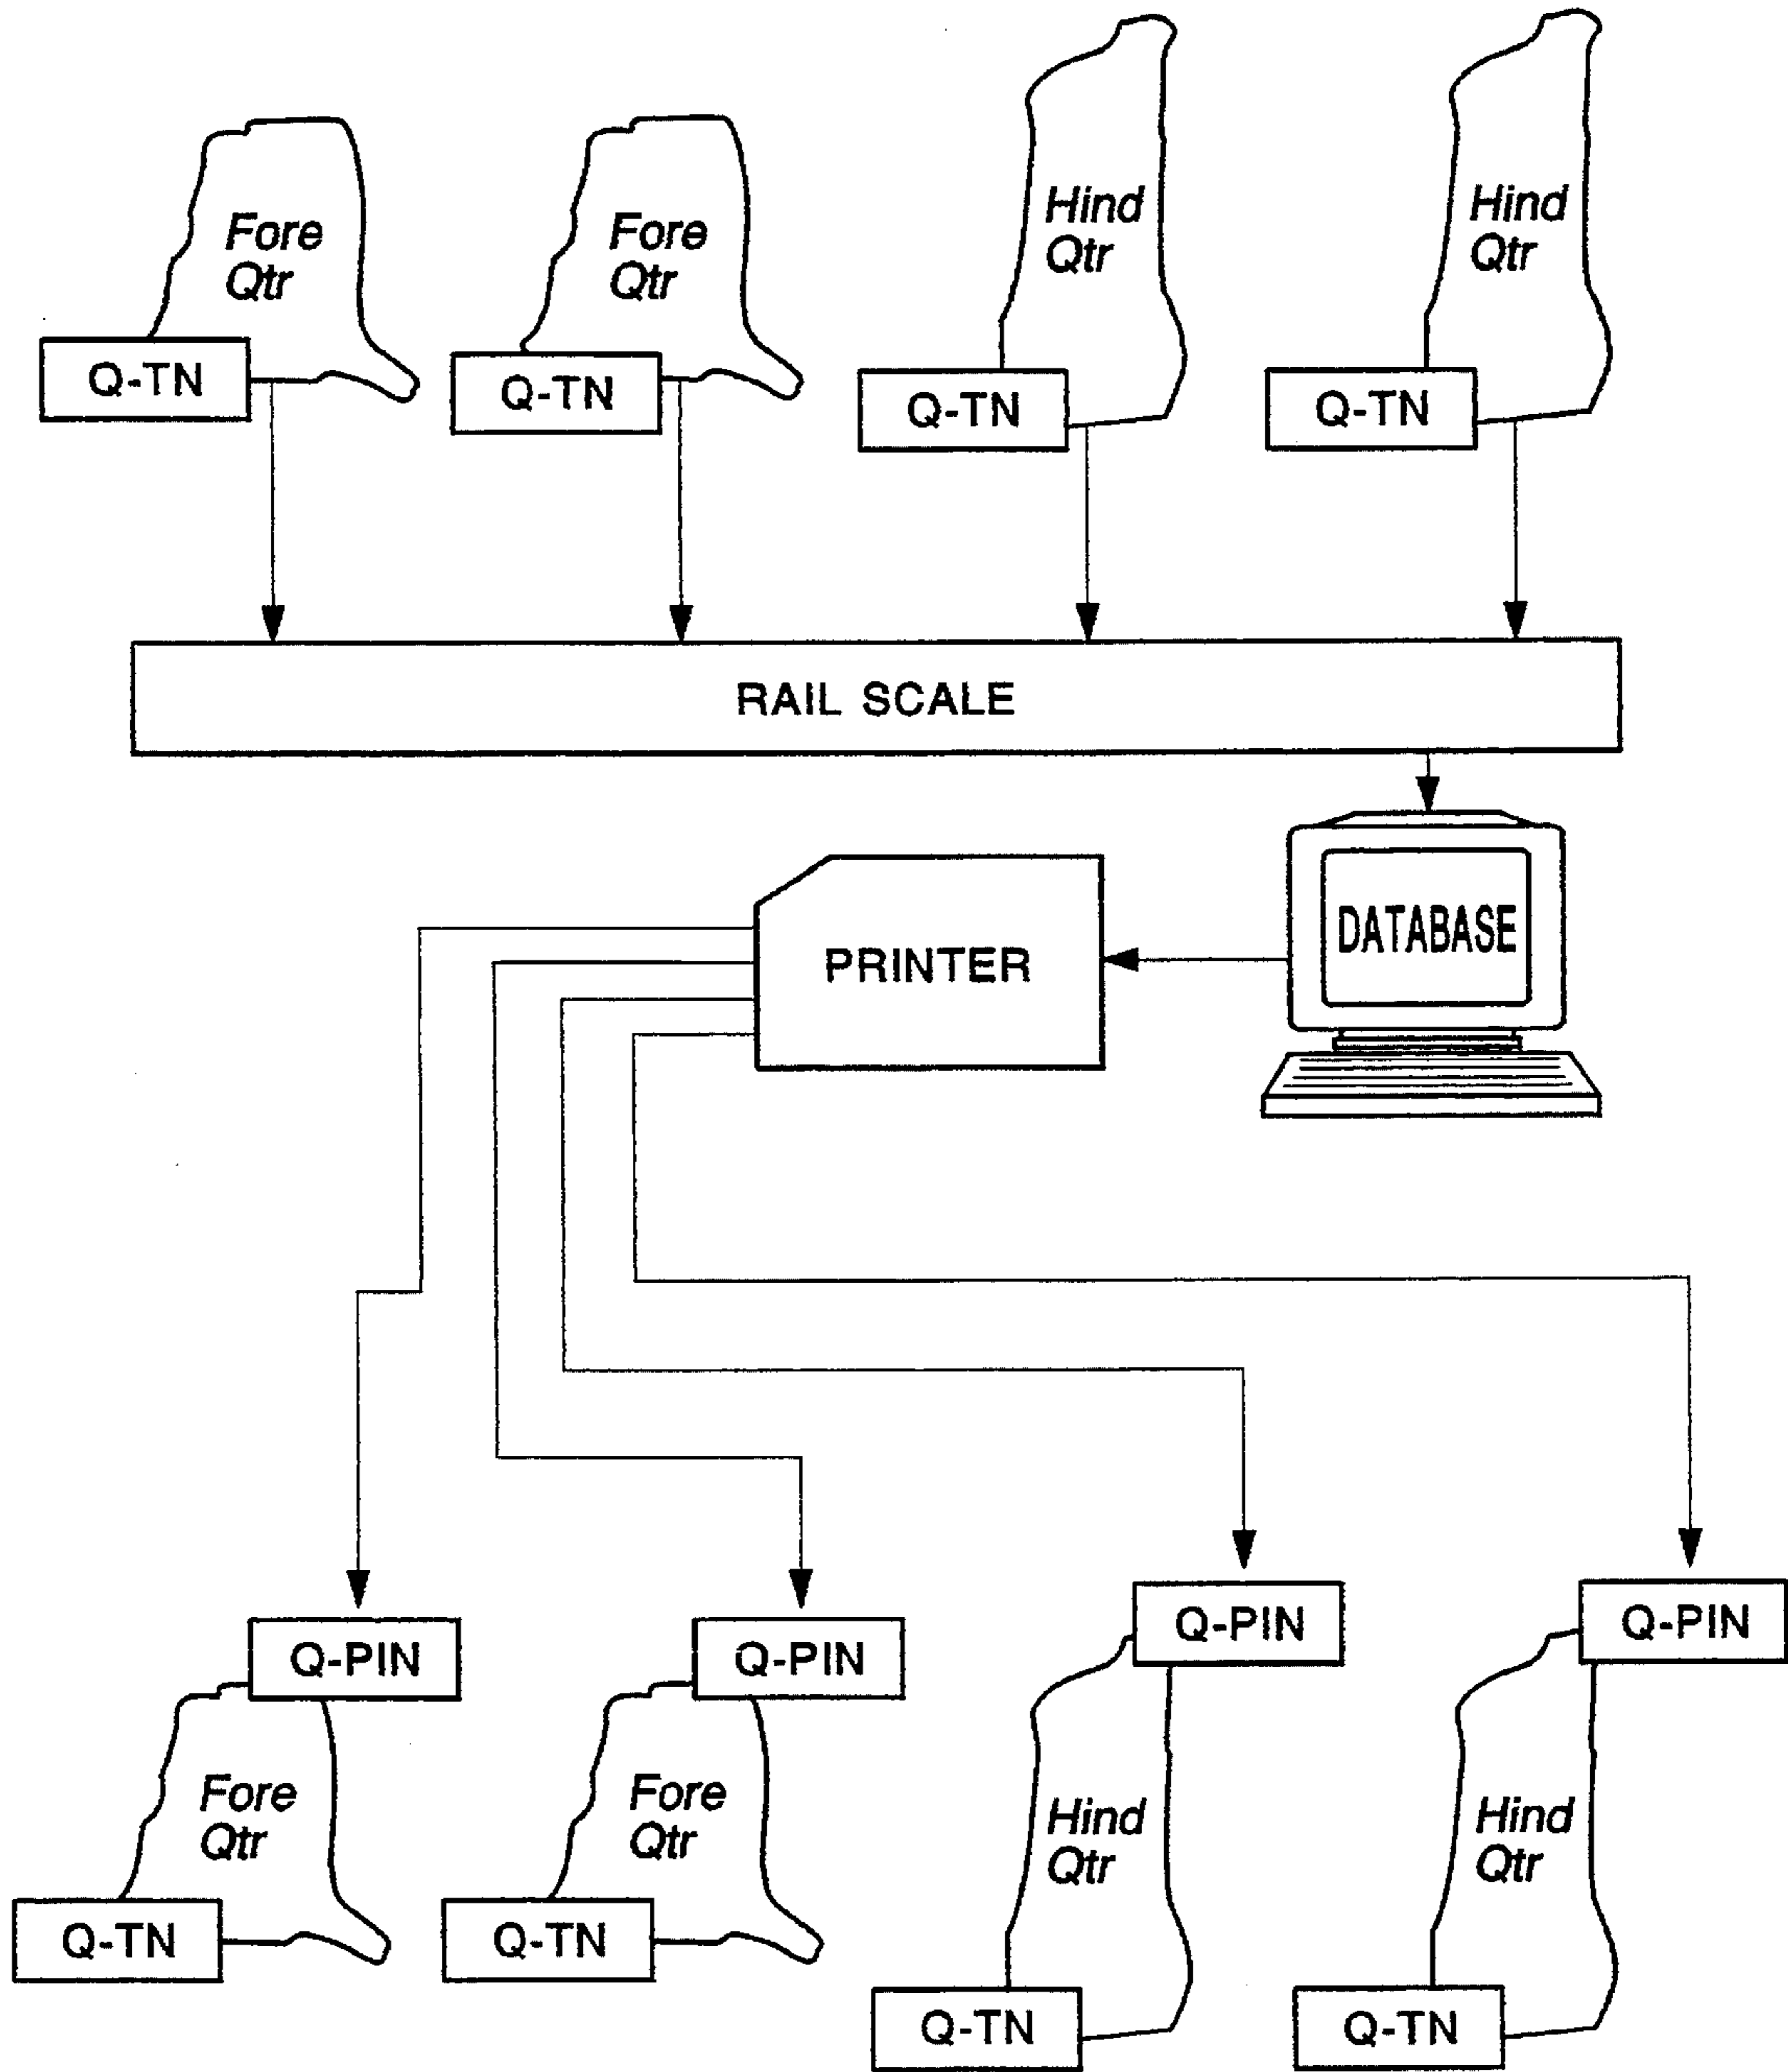 Fore
Qtr
Fore
Qtr
Hind
Qtr
Hind
Qtr
Q-TN
Q-TN
Q-TN
Q-TN
RAIL SCALE
PRINTER
DATABASE
Q-PIN
Q-PIN
Q-PIN
Q-PIN
Fore
Qtr
Fore
Qtr
Hind
Qtr
Hind
Qtr
Q-TN
Q-TN
Q-TN
Q-TN